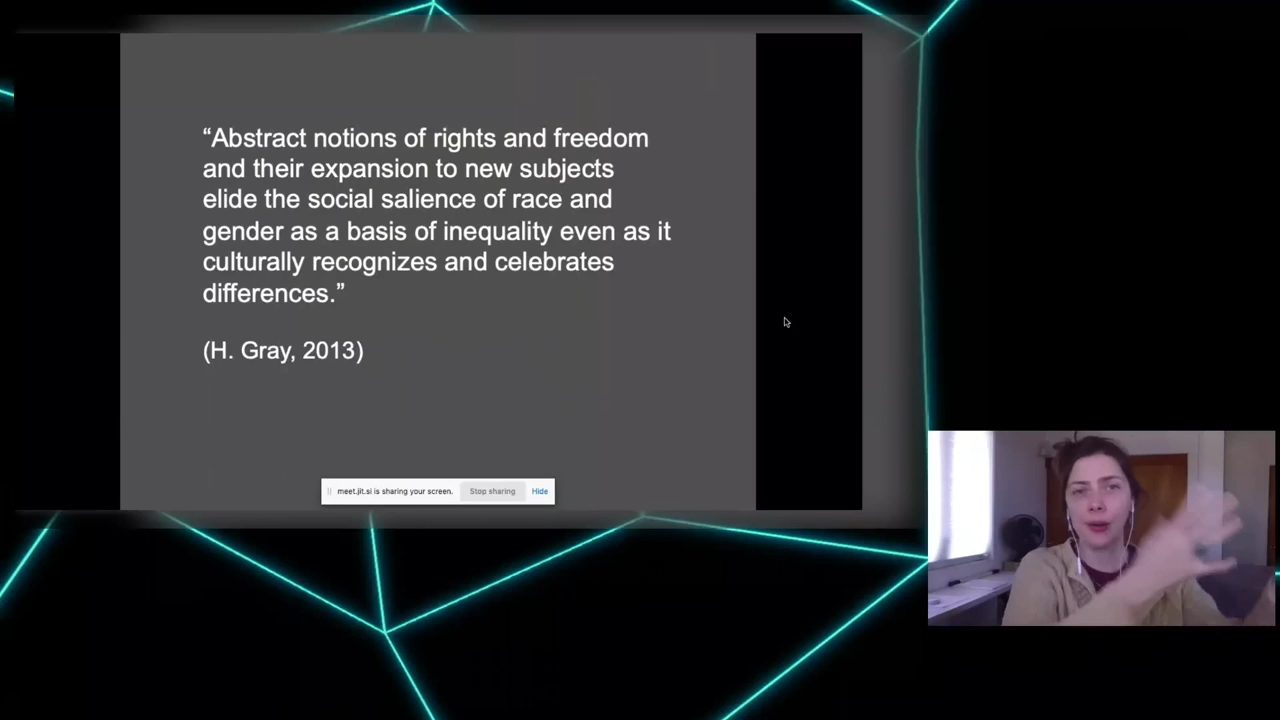 “Abstract notions of rights and freedom
and their expansion to new subjects
elide the social salience of race and
gender as a basis of inequality even as it
culturally recognizes and celebrates
differences.”
(H. Gray, 2013)
meet.jit.si is sharing your screen. Stop sharing Hide